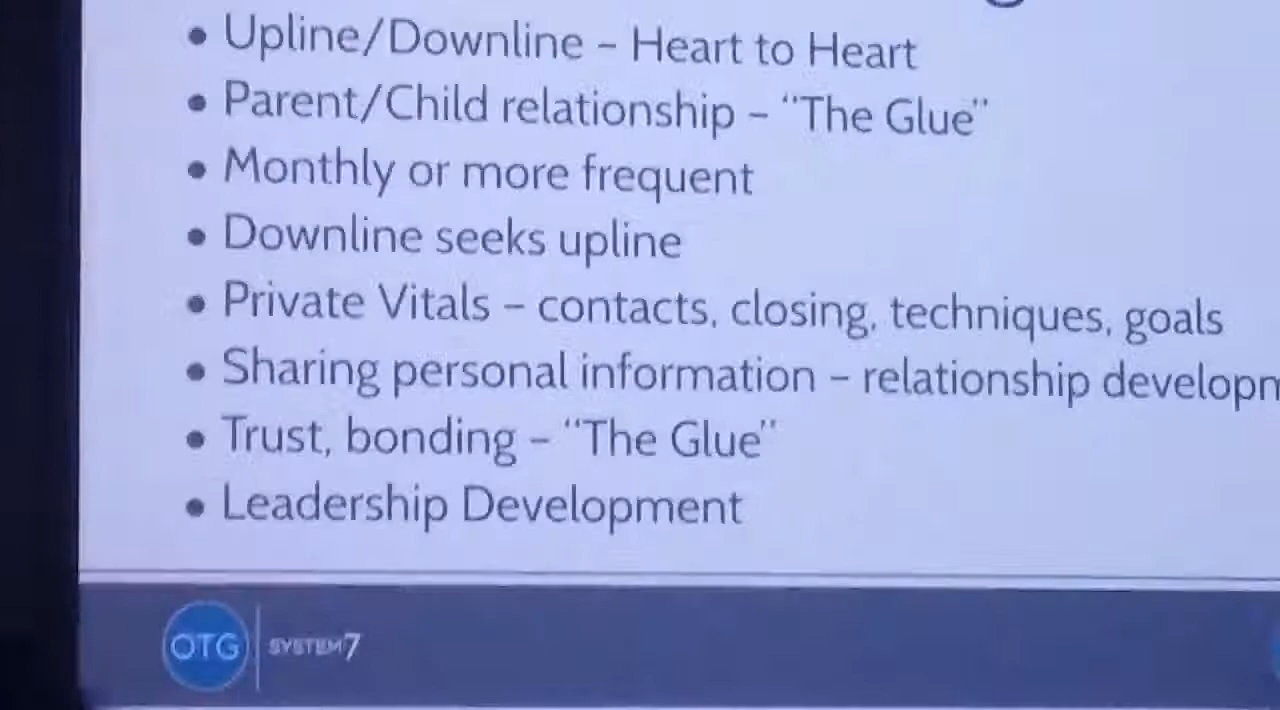 • Upline/Downline – Heart to Heart
• Parent/Child relationship – “The Glue”
• Monthly or more frequent
• Downline seeks upline
• Private Vitals – contacts, closing, techniques, goals
• Sharing personal information – relationship developm
• Trust, bonding – “The Glue”
• Leadership Development
OTG SYSTEM7